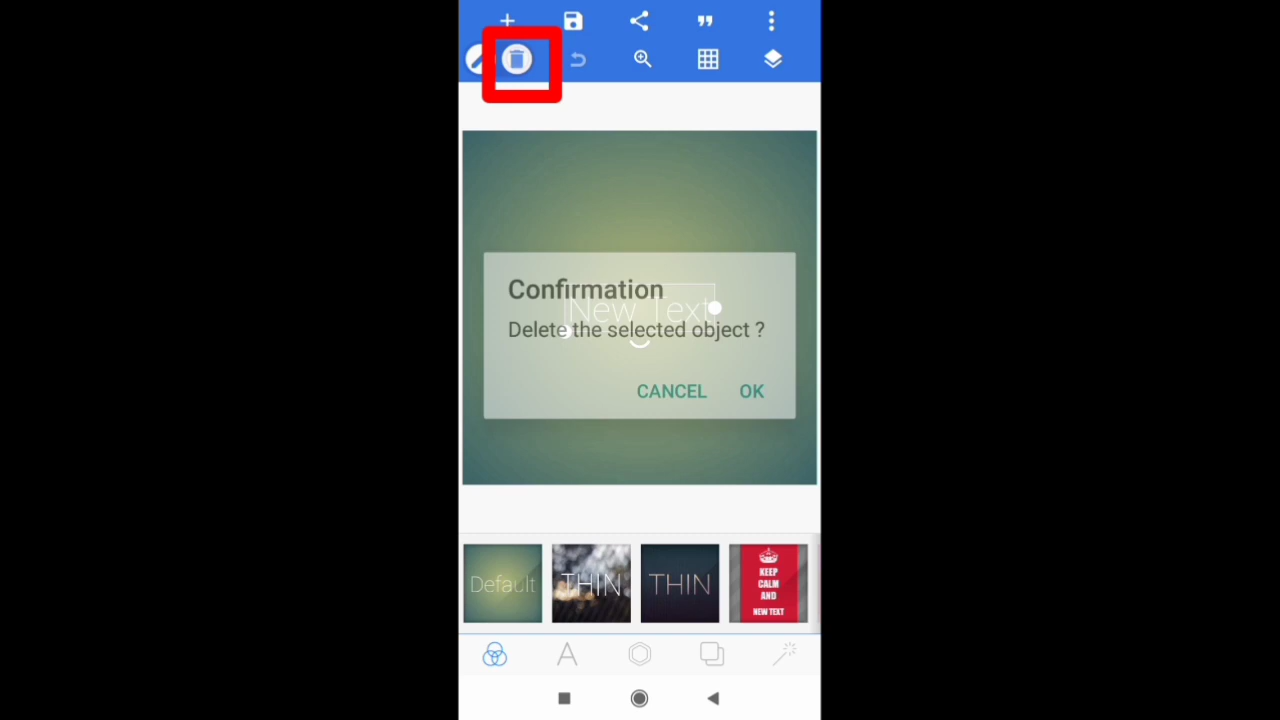 Confirmation
New Text
Delete the selected object ?
CANCEL OK
Default
THIN
THIN
KEEP
CALM
AND
NEW TEXT
A